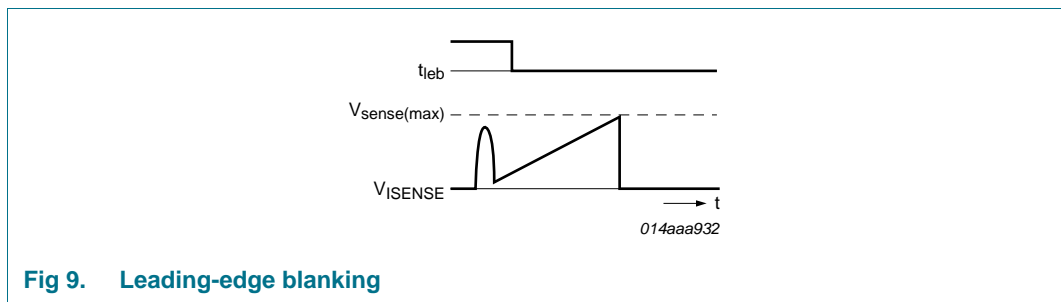 tleb
Vsense(max)
VISENSE
t
014aaa932
Fig 9. Leading-edge blanking